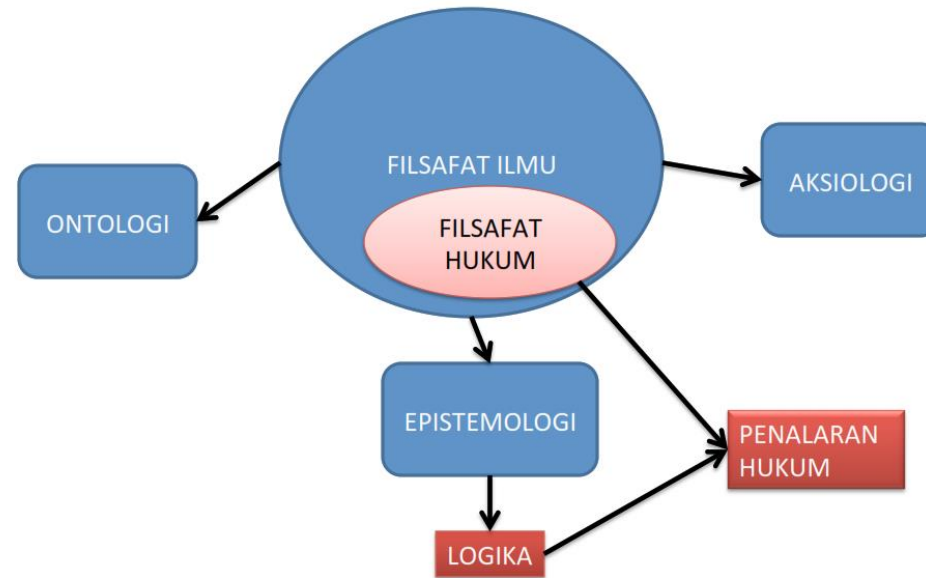 FILSAFAT ILMU
FILSAFAT
HUKUM
ONTOLOGI
AKSIOLOGI
EPISTEMOLOGI
PENALARAN
HUKUM
LOGIKA